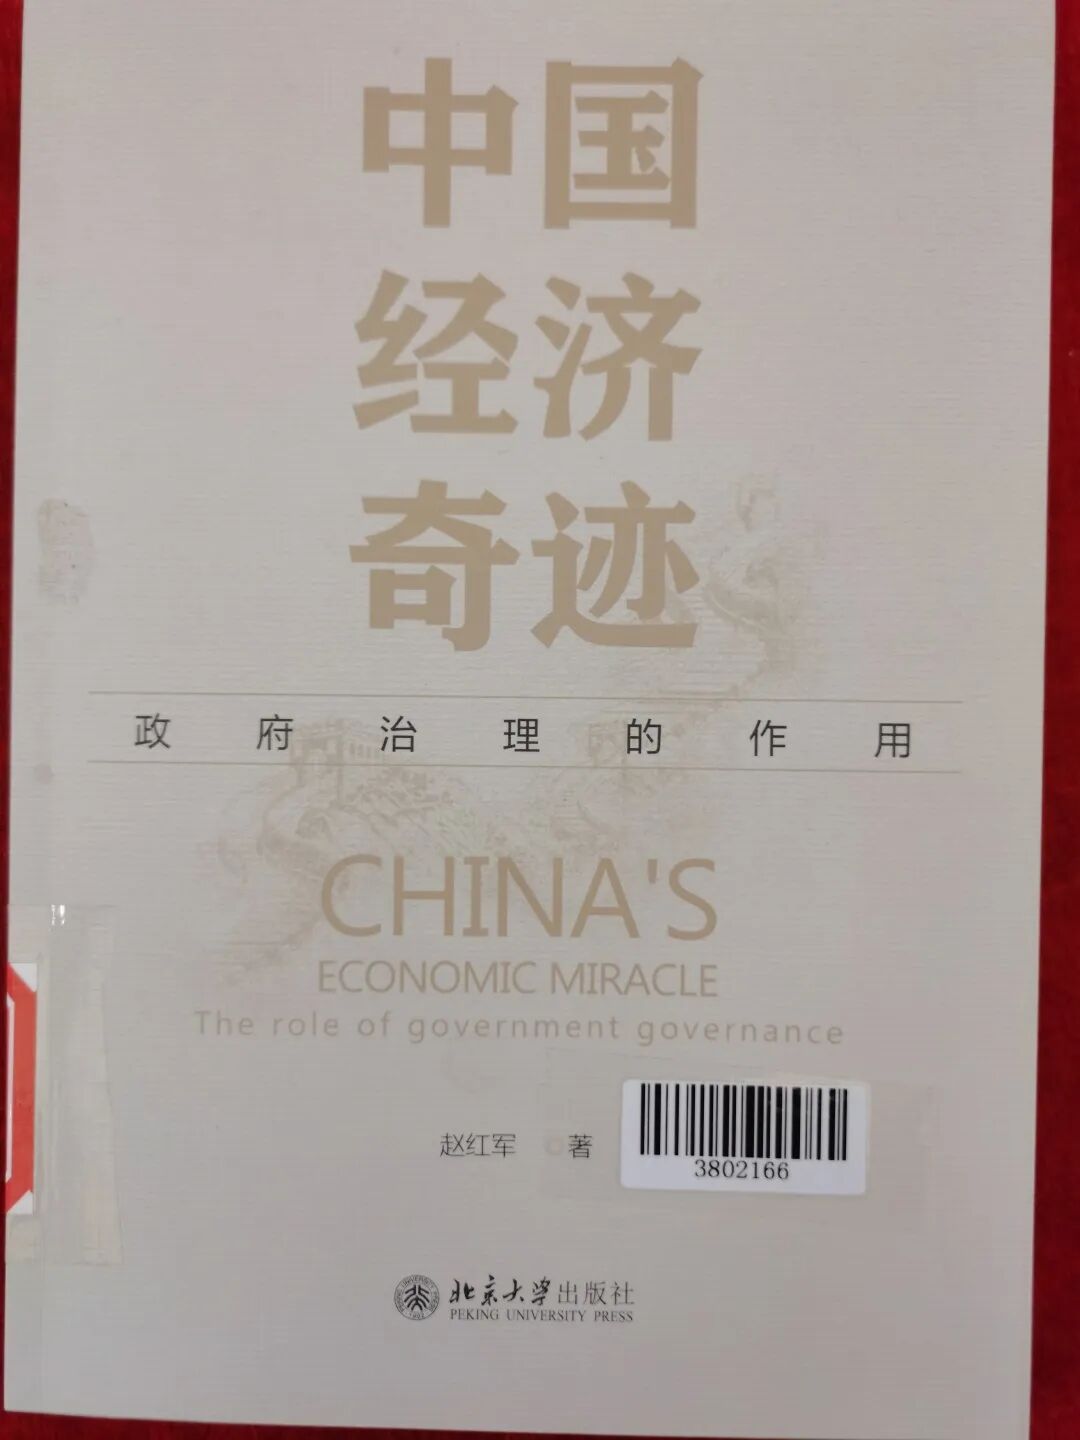 中国
经济
奇迹
政府治理的作用
CHINA'S
ECONOMIC MIRACLE
The role of government governance
赵红军 著
3802166
北京大学出版社
PEKING UNIVERSITY PRESS